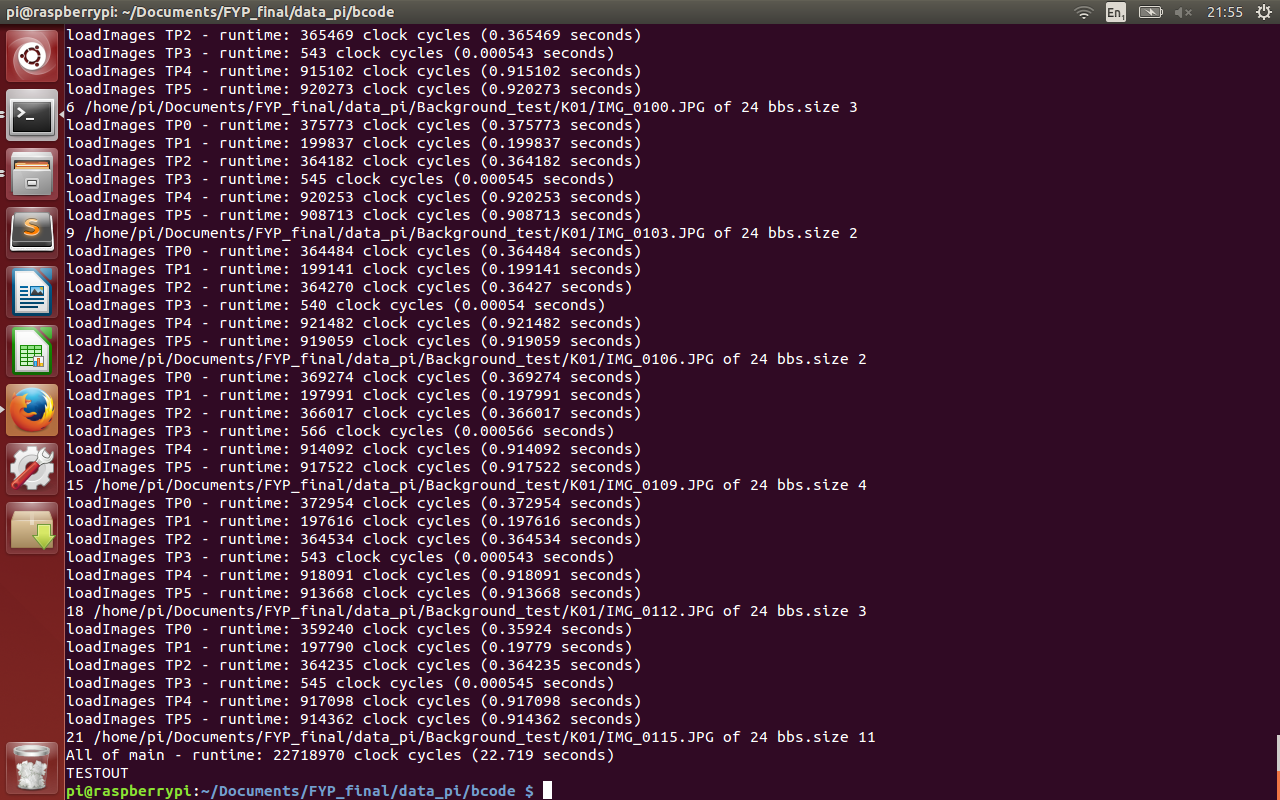 pi@raspberrypi: ~/Documents/FYP_final/data_pi/bcode
En1
21:55
loadImages TP2 - runtime: 365469 clock cycles (0.365469 seconds)
loadImages TP3 - runtime: 543 clock cycles (0.000543 seconds)
loadImages TP4 - runtime: 915102 clock cycles (0.915102 seconds)
loadImages TP5 - runtime: 920273 clock cycles (0.920273 seconds)
6 /home/pi/Documents/FYP_final/data_pi/Background_test/K01/IMG_0100.JPG of 24 bbs.size 3
loadImages TP0 - runtime: 375773 clock cycles (0.375773 seconds)
loadImages TP1 - runtime: 199837 clock cycles (0.199837 seconds)
loadImages TP2 - runtime: 364182 clock cycles (0.364182 seconds)
loadImages TP3 - runtime: 545 clock cycles (0.000545 seconds)
loadImages TP4 - runtime: 920253 clock cycles (0.920253 seconds)
loadImages TP5 - runtime: 908713 clock cycles (0.908713 seconds)
9 /home/pi/Documents/FYP_final/data_pi/Background_test/K01/IMG_0103.JPG of 24 bbs.size 2
loadImages TP0 - runtime: 364484 clock cycles (0.364484 seconds)
loadImages TP1 - runtime: 199141 clock cycles (0.199141 seconds)
loadImages TP2 - runtime: 364270 clock cycles (0.36427 seconds)
loadImages TP3 - runtime: 540 clock cycles (0.00054 seconds)
loadImages TP4 - runtime: 921482 clock cycles (0.921482 seconds)
loadImages TP5 - runtime: 919059 clock cycles (0.919059 seconds)
12 /home/pi/Documents/FYP_final/data_pi/Background_test/K01/IMG_0106.JPG of 24 bbs.size 2
loadImages TP0 - runtime: 369274 clock cycles (0.369274 seconds)
loadImages TP1 - runtime: 197991 clock cycles (0.197991 seconds)
loadImages TP2 - runtime: 366017 clock cycles (0.366017 seconds)
loadImages TP3 - runtime: 566 clock cycles (0.000566 seconds)
loadImages TP4 - runtime: 914092 clock cycles (0.914092 seconds)
loadImages TP5 - runtime: 917522 clock cycles (0.917522 seconds)
15 /home/pi/Documents/FYP_final/data_pi/Background_test/K01/IMG_0109.JPG of 24 bbs.size 4
loadImages TP0 - runtime: 372954 clock cycles (0.372954 seconds)
loadImages TP1 - runtime: 197616 clock cycles (0.197616 seconds)
loadImages TP2 - runtime: 364534 clock cycles (0.364534 seconds)
loadImages TP3 - runtime: 543 clock cycles (0.000543 seconds)
loadImages TP4 - runtime: 918091 clock cycles (0.918091 seconds)
loadImages TP5 - runtime: 913668 clock cycles (0.913668 seconds)
18 /home/pi/Documents/FYP_final/data_pi/Background_test/K01/IMG_0112.JPG of 24 bbs.size 3
loadImages TP0 - runtime: 359240 clock cycles (0.35924 seconds)
loadImages TP1 - runtime: 197790 clock cycles (0.19779 seconds)
loadImages TP2 - runtime: 364235 clock cycles (0.364235 seconds)
loadImages TP3 - runtime: 545 clock cycles (0.000545 seconds)
loadImages TP4 - runtime: 917098 clock cycles (0.917098 seconds)
loadImages TP5 - runtime: 914362 clock cycles (0.914362 seconds)
21 /home/pi/Documents/FYP_final/data_pi/Background_test/K01/IMG_0115.JPG of 24 bbs.size 11
All of main - runtime: 22718970 clock cycles (22.719 seconds)
TESTOUT
pi@raspberrypi:~/Documents/FYP_final/data_pi/bcode $